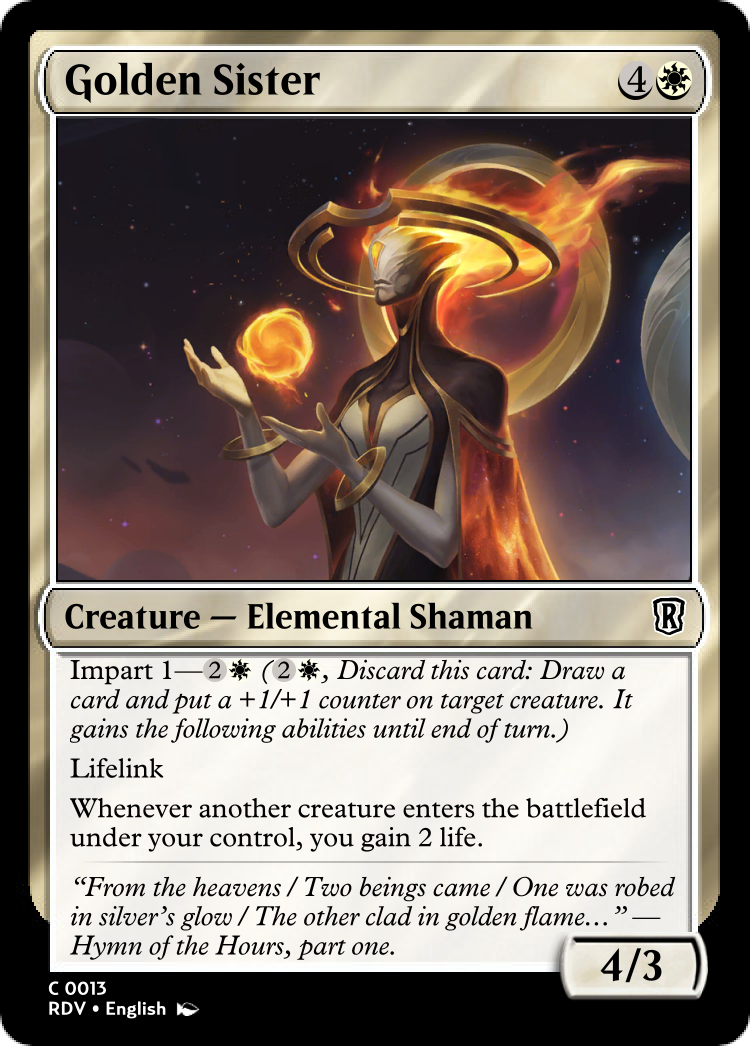 Golden Sister 4
Creature — Elemental Shaman R
Impart 1—2 (2, Discard this card: Draw a
card and put a +1/+1 counter on target creature. It
gains the following abilities until end of turn.)
Lifelink
Whenever another creature enters the battlefield
under your control, you gain 2 life.
“From the heavens / Two beings came / One was robed
in silver’s glow / The other clad in golden flame…” —
Hymn of the Hours, part one.
4/3
C 0013
RDV • English